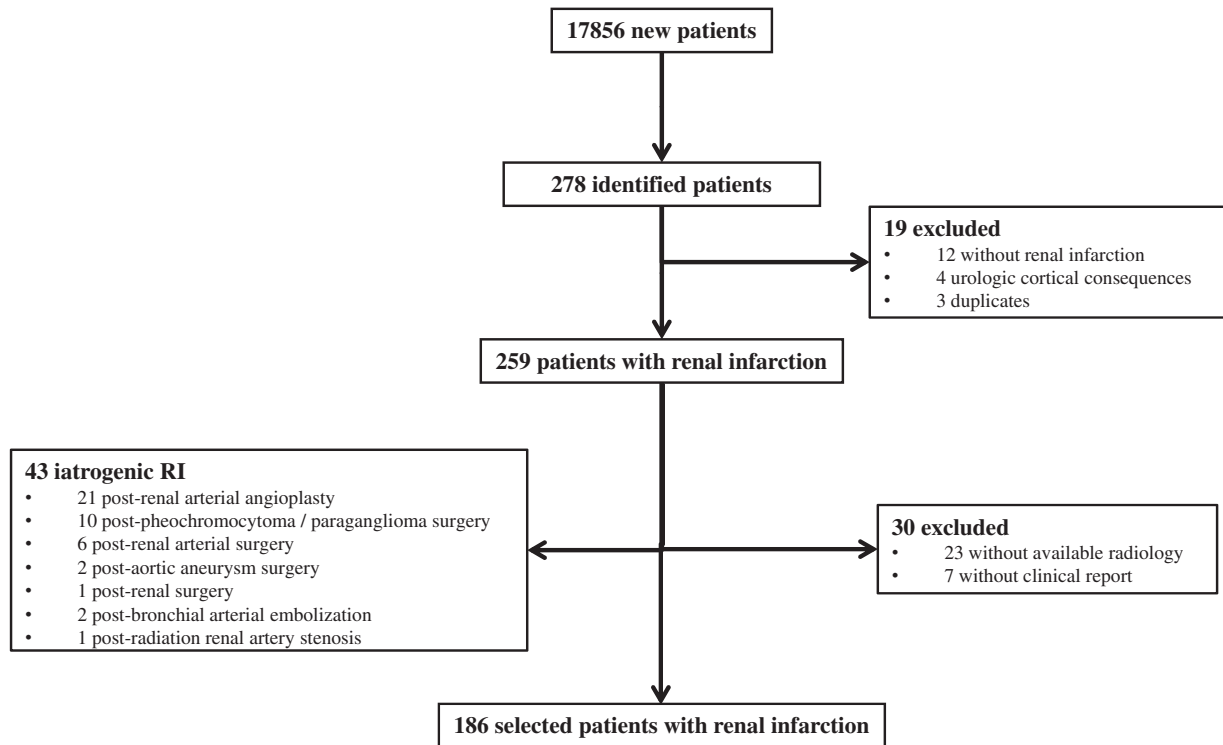 17856 new patients
278 identified patients
19 excluded
• 12 without renal infarction
• 4 urologic cortical consequences
• 3 duplicates
259 patients with renal infarction
43 iatrogenic RI
• 21 post-renal arterial angioplasty
• 10 post-pheochromocytoma / paraganglioma surgery
• 6 post-renal arterial surgery
• 2 post-aortic aneurysm surgery
• 1 post-renal surgery
• 2 post-bronchial arterial embolization
• 1 post-radiation renal artery stenosis
30 excluded
• 23 without available radiology
• 7 without clinical report
186 selected patients with renal infarction